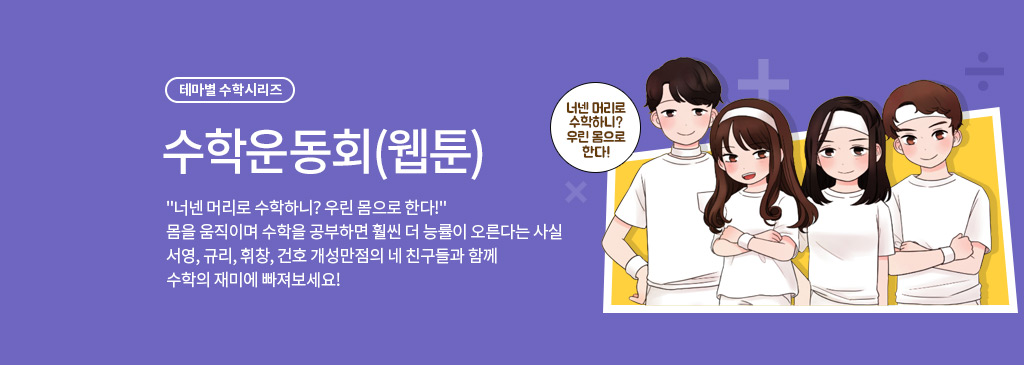 테마별 수학시리즈
수학운동회(웹툰)
"너넨 머리로 수학하니? 우린 몸으로 한다!"
몸을 움직이며 수학을 공부하면 훨씬 더 능률이 오른다는 사실
서영, 규리, 휘창, 건호 개성만점의 네 친구들과 함께
수학의 재미에 빠져보세요!
너넨 머리로
수학하니?
우린 몸으로
한다!